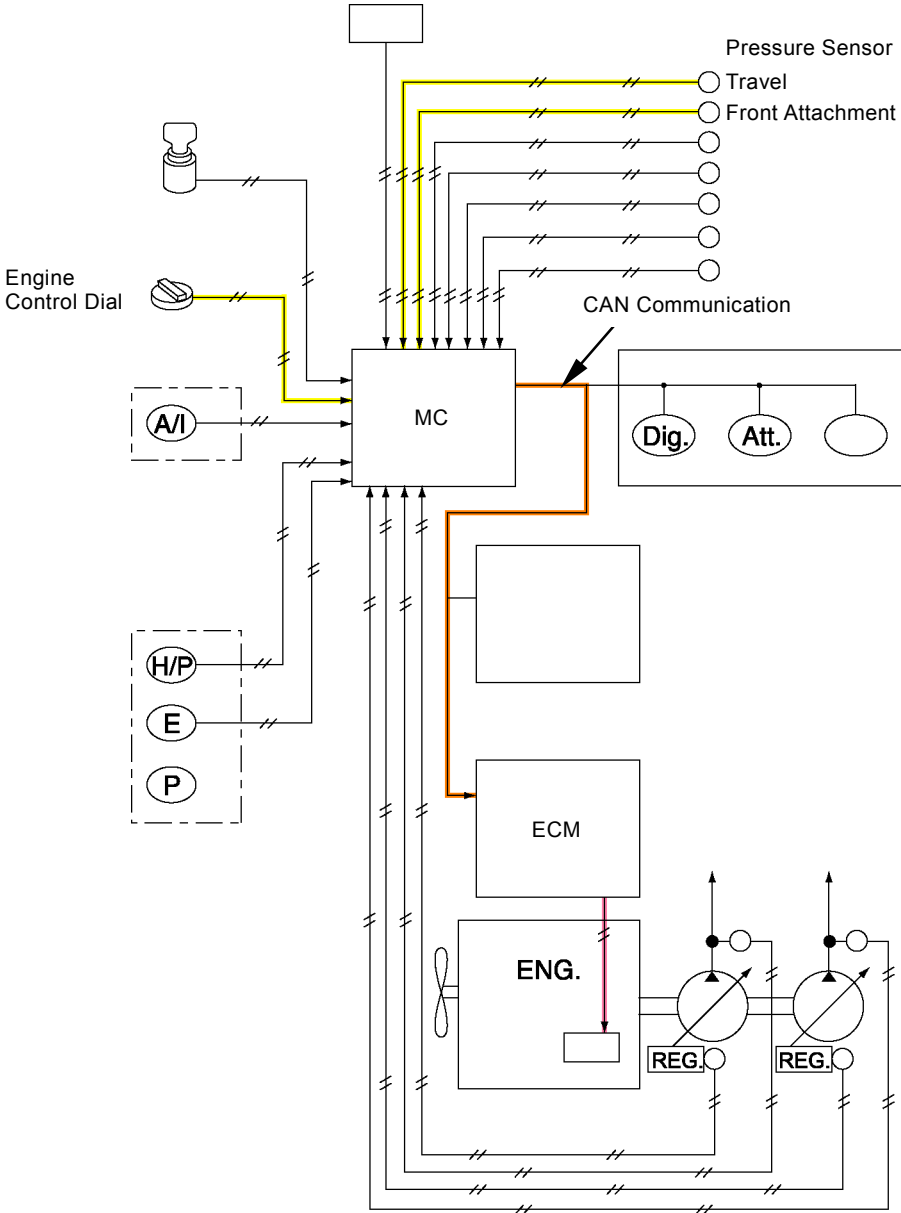 Pressure Sensor
Travel
Front Attachment
Engine
Control Dial
CAN Communication
A/I
MC
Dig.
Att.
H/P
E
P
ECM
ENG.
REG.
REG.